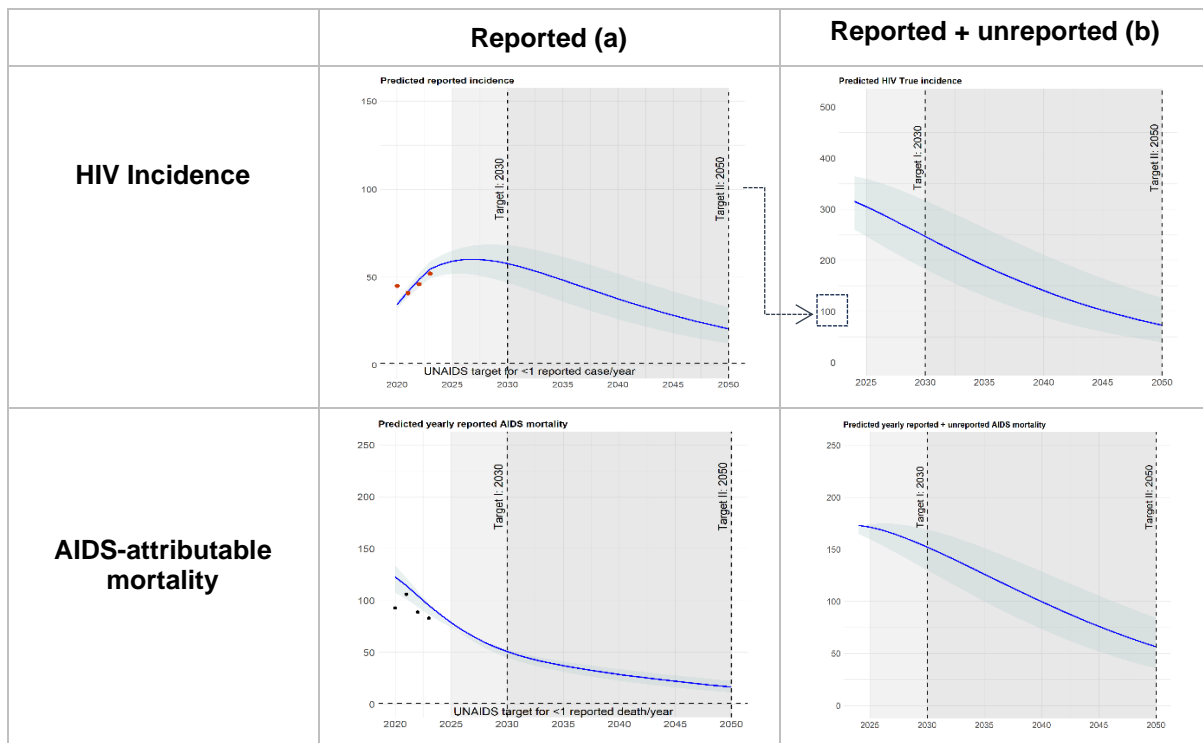 Reported (a)
Reported + unreported (b)
HIV Incidence
Predicted reported incidence
150
100
50
0
Target I: 2030
Target II: 2050
UNAIDS target for <1 reported case/year
2020 2025 2030 2035 2040 2045 2050
Predicted HIV True incidence
500
400
300
200
100
0
Target I: 2030
Target II: 2050
2025 2030 2035 2040 2045 2050
AIDS-attributable
mortality
Predicted yearly reported AIDS mortality
250
200
150
100
50
0
Target I: 2030
Target II: 2050
UNAIDS target for <1 reported death/year
2020 2025 2030 2035 2040 2045 2050
Predicted yearly reported + unreported AIDS mortality
250
200
150
100
50
0
Target I: 2030
Target II: 2050
2025 2030 2035 2040 2045 2050